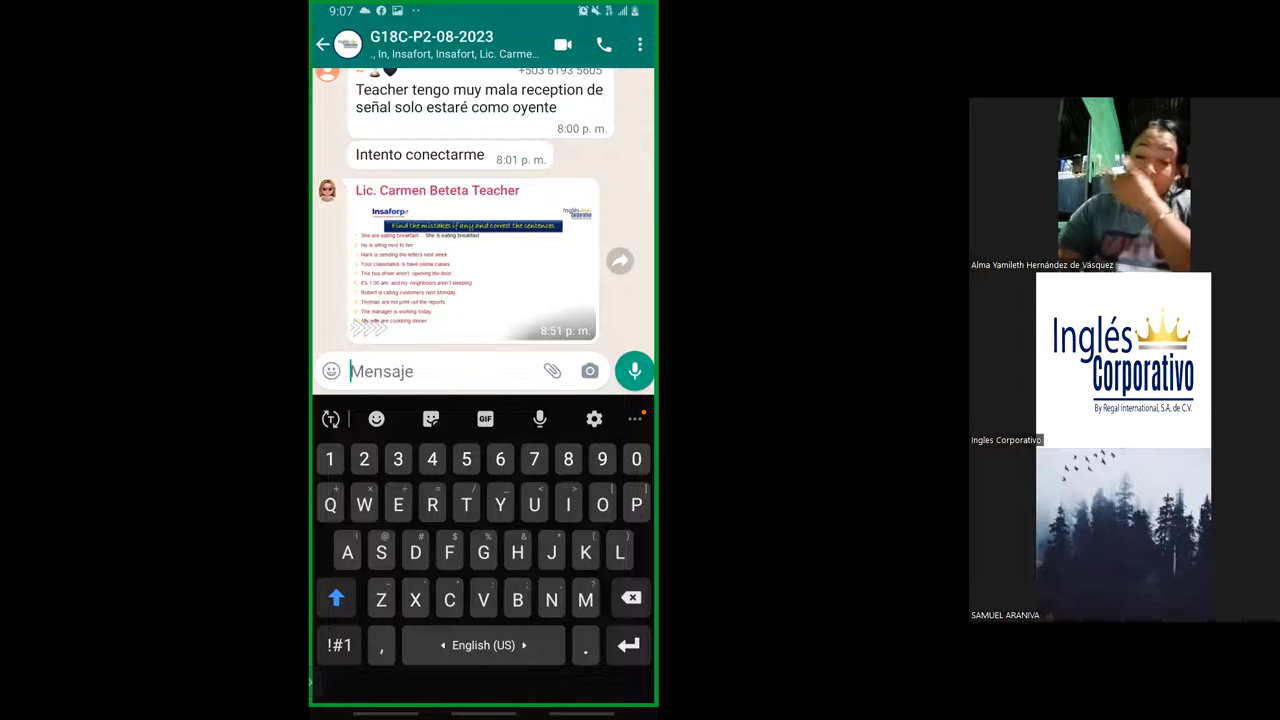 9:07
G18C-P2-08-2023
., In, Insafort, Insafort, Lic. Carme...
+503 6193 5605
Teacher tengo muy mala reception de
señal solo estaré como oyente
8:00 p. m.
Intento conectarme
8:01 p. m.
Lic. Carmen Beteta Teacher
Insaforp
Find the mistakes if any and correct the sentences
She are eating breakfast She is eating breakfast.
He is siting next to her
Mark is sending the letters next week
Your classmates is have online clases
The bus driver aren't opening the door
It's 1:00 am. and my neighbours aren't sleeping
Robert is calling customers next Monday
Thomas are not print out the reports
The manager is working today
My wife are cookking dinner
8:51 p. m.
Mensaje
GIF
1 2 3 4 5 6 7 8 9 0
Q W E R T Y U I O P
A S D F G H J K L
Z X C V B N M
!#1 , English (US) .
Alma Yamileth Hernández de Vásquez
Inglés
Corporativo
By Regal International, S.A. de C.V.
Ingles Corporativo
SAMUEL ARANIVA